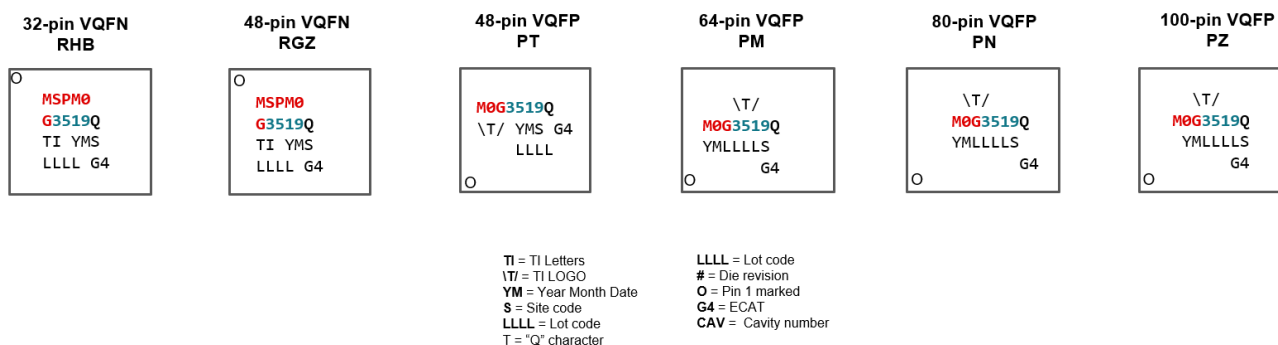 32-pin VQFN
RHB
O
MSPM0
G3519Q
TI YMS
LLLL G4
48-pin VQFN
RGZ
O
MSPM0
G3519Q
TI YMS
LLLL G4
48-pin VQFP
PT
M0G3519Q
\T/ YMS G4
LLLL
O
64-pin VQFP
PM
\T/
M0G3519Q
YMLLLLS
G4
O
80-pin VQFP
PN
\T/
M0G3519Q
YMLLLLS
G4
O
100-pin VQFP
PZ
\T/
M0G3519Q
YMLLLLS
G4
O
TI = TI Letters
\T/ = TI LOGO
YM = Year Month Date
S = Site code
LLLL = Lot code
T = "Q" character
LLLL = Lot code
# = Die revision
O = Pin 1 marked
G4 = ECAT
CAV = Cavity number